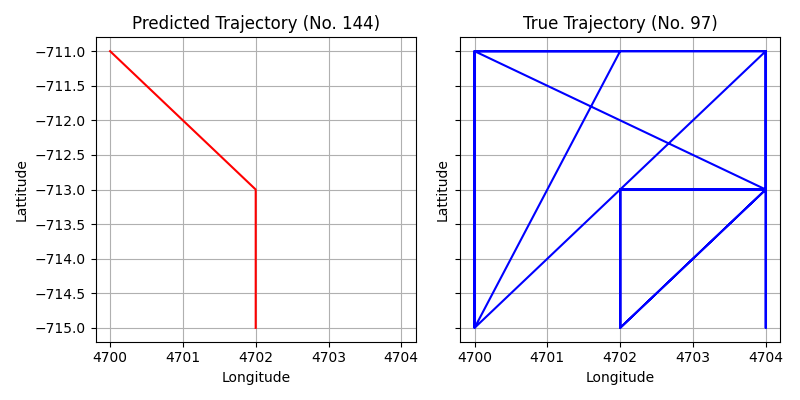 Predicted Trajectory (No. 144)
Lattitude
−711.0
−711.5
−712.0
−712.5
−713.0
−713.5
−714.0
−714.5
−715.0
4700 4701 4702 4703 4704
Longitude
True Trajectory (No. 97)
Lattitude
4700 4701 4702 4703 4704
Longitude